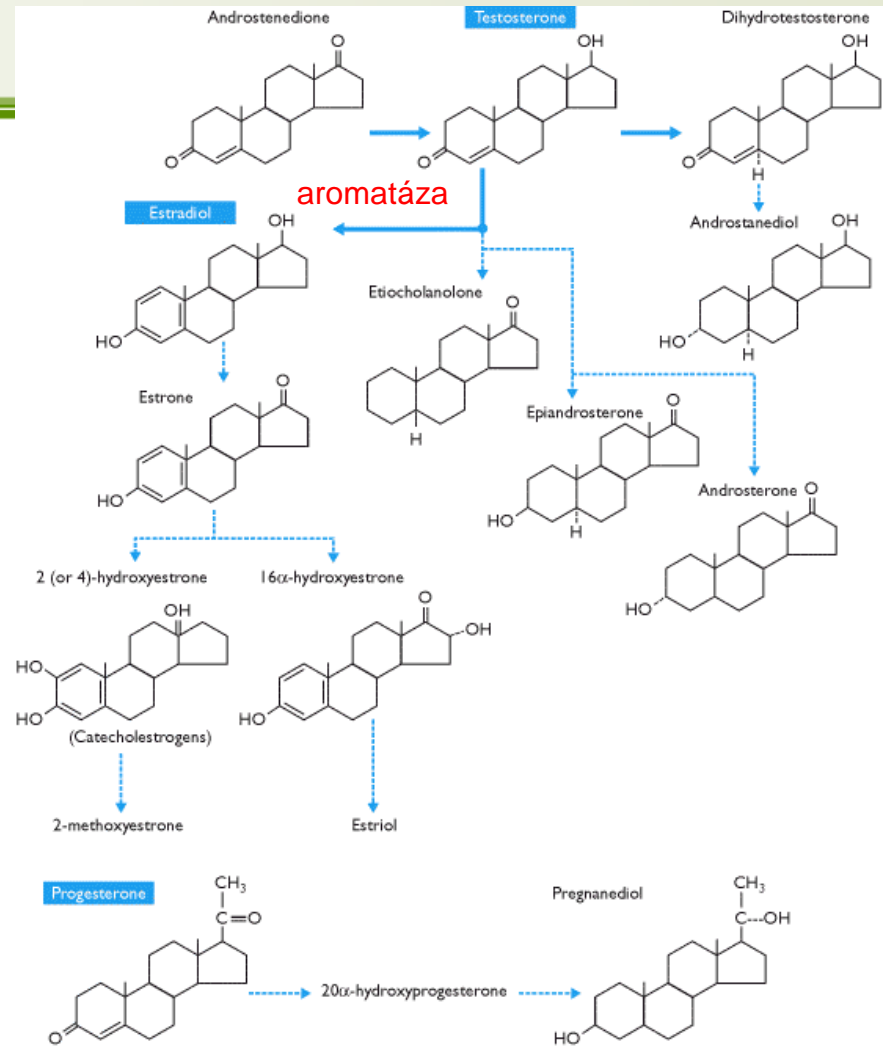 Androstenedione
Testosterone
Dihydrotestosterone
O
OH
OH
O
O
O
H
aromatáza
Estradiol
OH
HO
Androstanediol
OH
HO
H
Etiocholanolone
O
H
Estrone
O
HO
Epiandrosterone
O
HO
H
Androsterone
O
HO
2 (or 4)-hydroxyestrone
16α-hydroxyestrone
OH
HO
HO
(Catecholestrogens)
O
OH
HO
2-methoxyestrone
Estriol
Progesterone
CH3
C=O
O
20α-hydroxyprogesterone
Pregnanediol
CH3
C---OH
HO